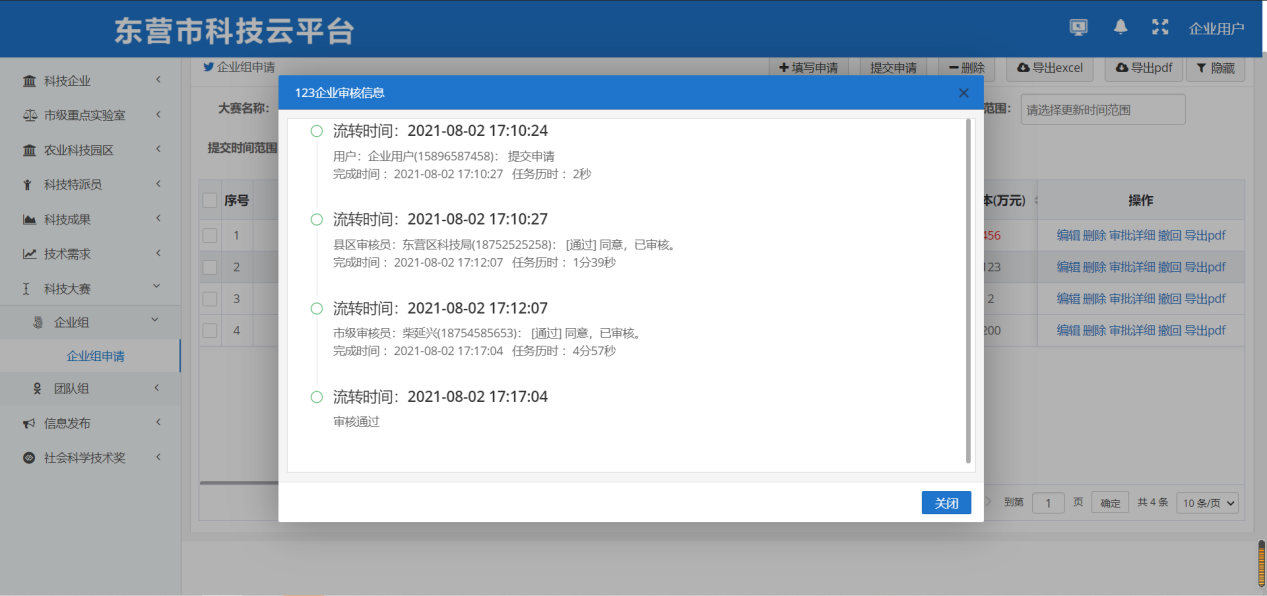 东营市科技云平台
企业用户
科技企业
市级重点实验室
农业科技园区
科技特派员
科技成果
技术需求
科技大赛
企业组
企业组申请
团队组
信息发布
社会科学技术奖
企业组申请
填写申请
提交申请
删除
导出excel
导出pdf
隐藏
大赛名称：
范围：
请选择更新时间范围
提交时间范围
序号
本(万元)
操作
1
456
编辑 删除 审批详细 撤回 导出pdf
2
123
编辑 删除 审批详细 撤回 导出pdf
3
2
编辑 删除 审批详细 撤回 导出pdf
4
200
编辑 删除 审批详细 撤回 导出pdf
123企业审核信息
流转时间：2021-08-02 17:10:24
用户：企业用户(15896587458)： 提交申请
完成时间 ：2021-08-02 17:10:27 任务历时 ：2秒
流转时间：2021-08-02 17:10:27
县区审核员：东营区科技局(18752525258)： [通过] 同意，已审核。
完成时间 ：2021-08-02 17:12:07 任务历时 ：1分39秒
流转时间：2021-08-02 17:12:07
市级审核员：柴延兴(18754585653)： [通过] 同意，已审核。
完成时间 ：2021-08-02 17:17:04 任务历时 ：4分57秒
流转时间：2021-08-02 17:17:04
审核通过
关闭
到第 1 页 确定 共 4 条 10 条/页